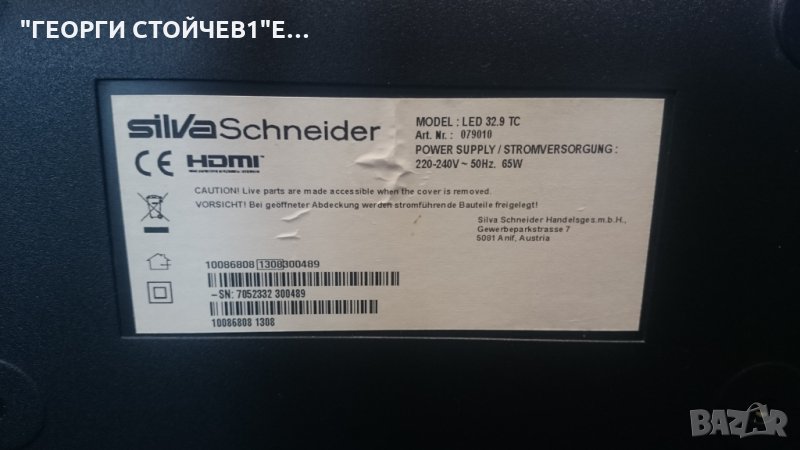 "ГЕОРГИ СТОЙЧЕВ1"Е...
silvaSchneider
CE HDMI
MODEL : LED 32.9 TC
Art. Nr. : 079010
POWER SUPPLY / STROMVERSORGUNG :
220-240V ~ 50Hz. 65W
CAUTION! Live parts are made accessible when the cover is removed.
VORSICHT! Bei geöffneter Abdeckung werden stromführende Bauteile freigelegt!
Silva Schneider Handelsges.m.b.H.,
Gewerbeparkstrasse 7
5081 Anif, Austria
10086808 1308300489
-SN: 7052332 300489
10086808 1308
BAZAR